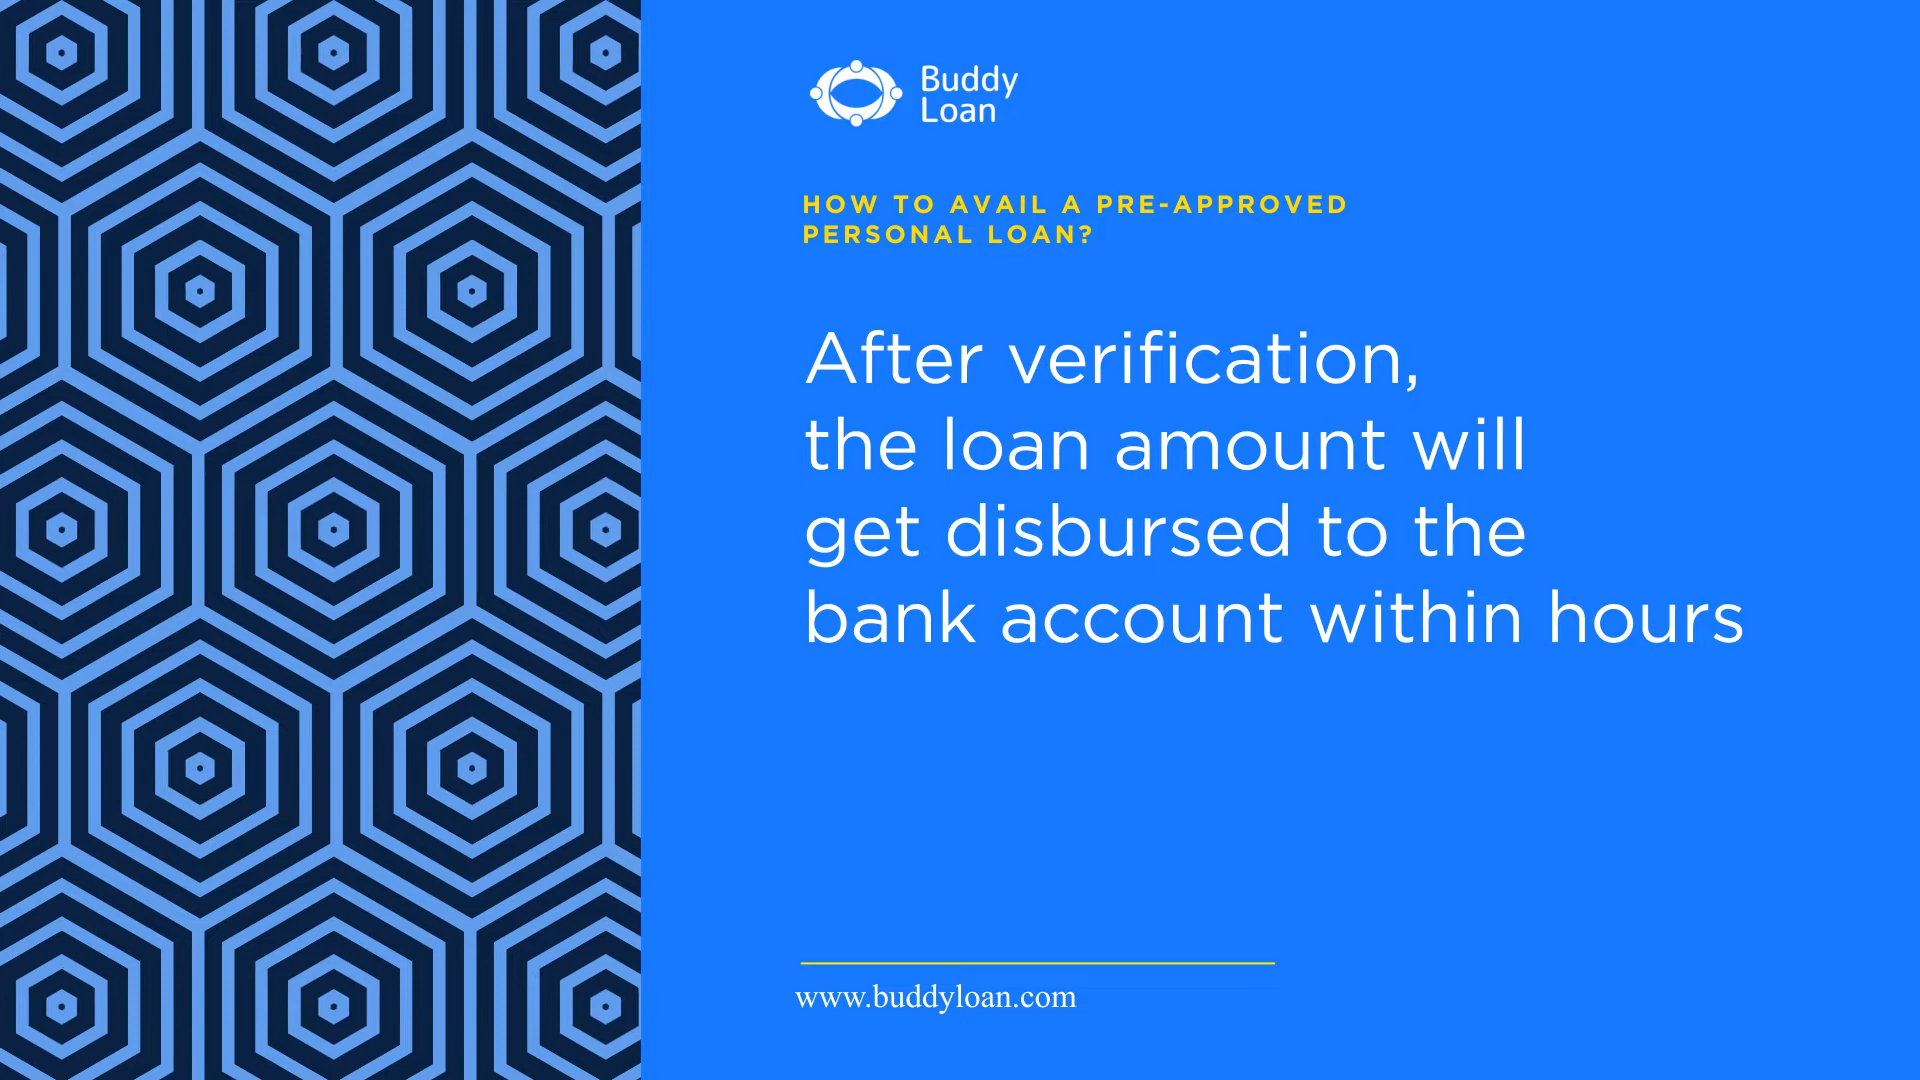 Buddy
Loan
HOW TO AVAIL A PRE-APPROVED
PERSONAL LOAN?
After verification,
the loan amount will
get disbursed to the
bank account within hours
www.buddyloan.com